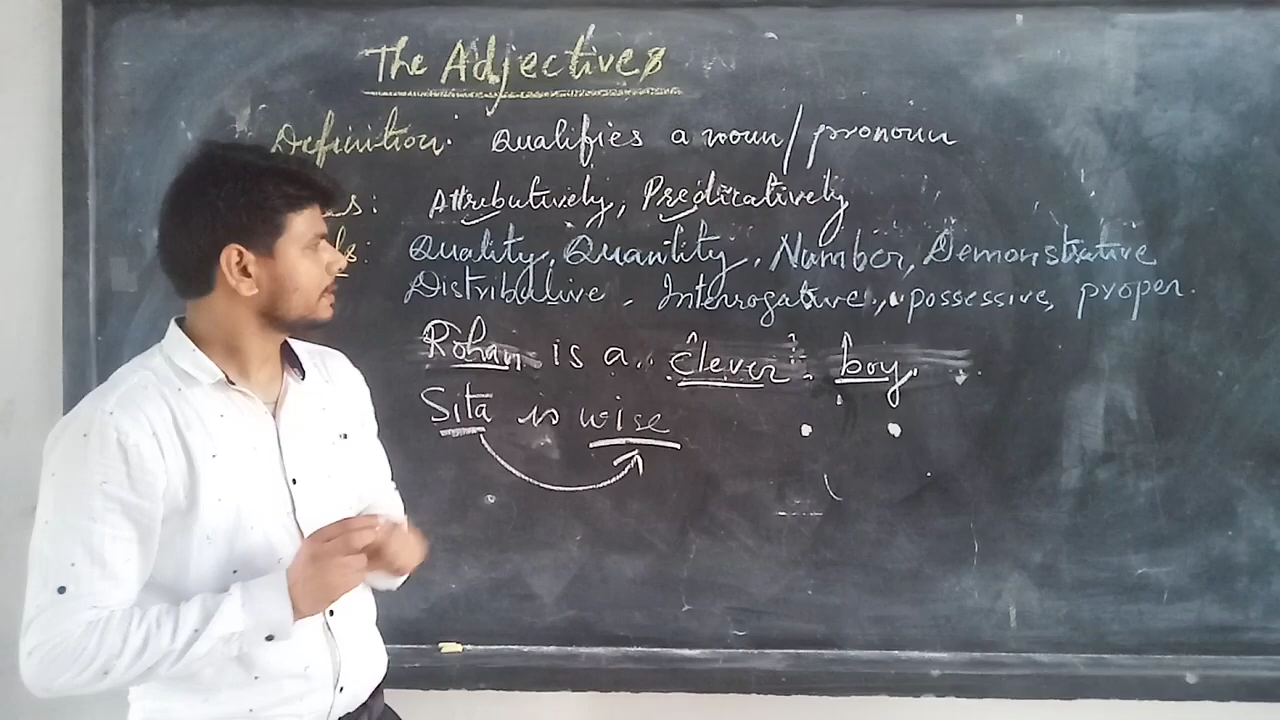 The Adjectives
Definition: Qualifies a noun/pronoun
Attributively, Predicatively
Quality, Quantity, Number, Demonstrative
Distributive, Interrogative, possessive, proper.
Rohan is a clever boy.
Sita is wise